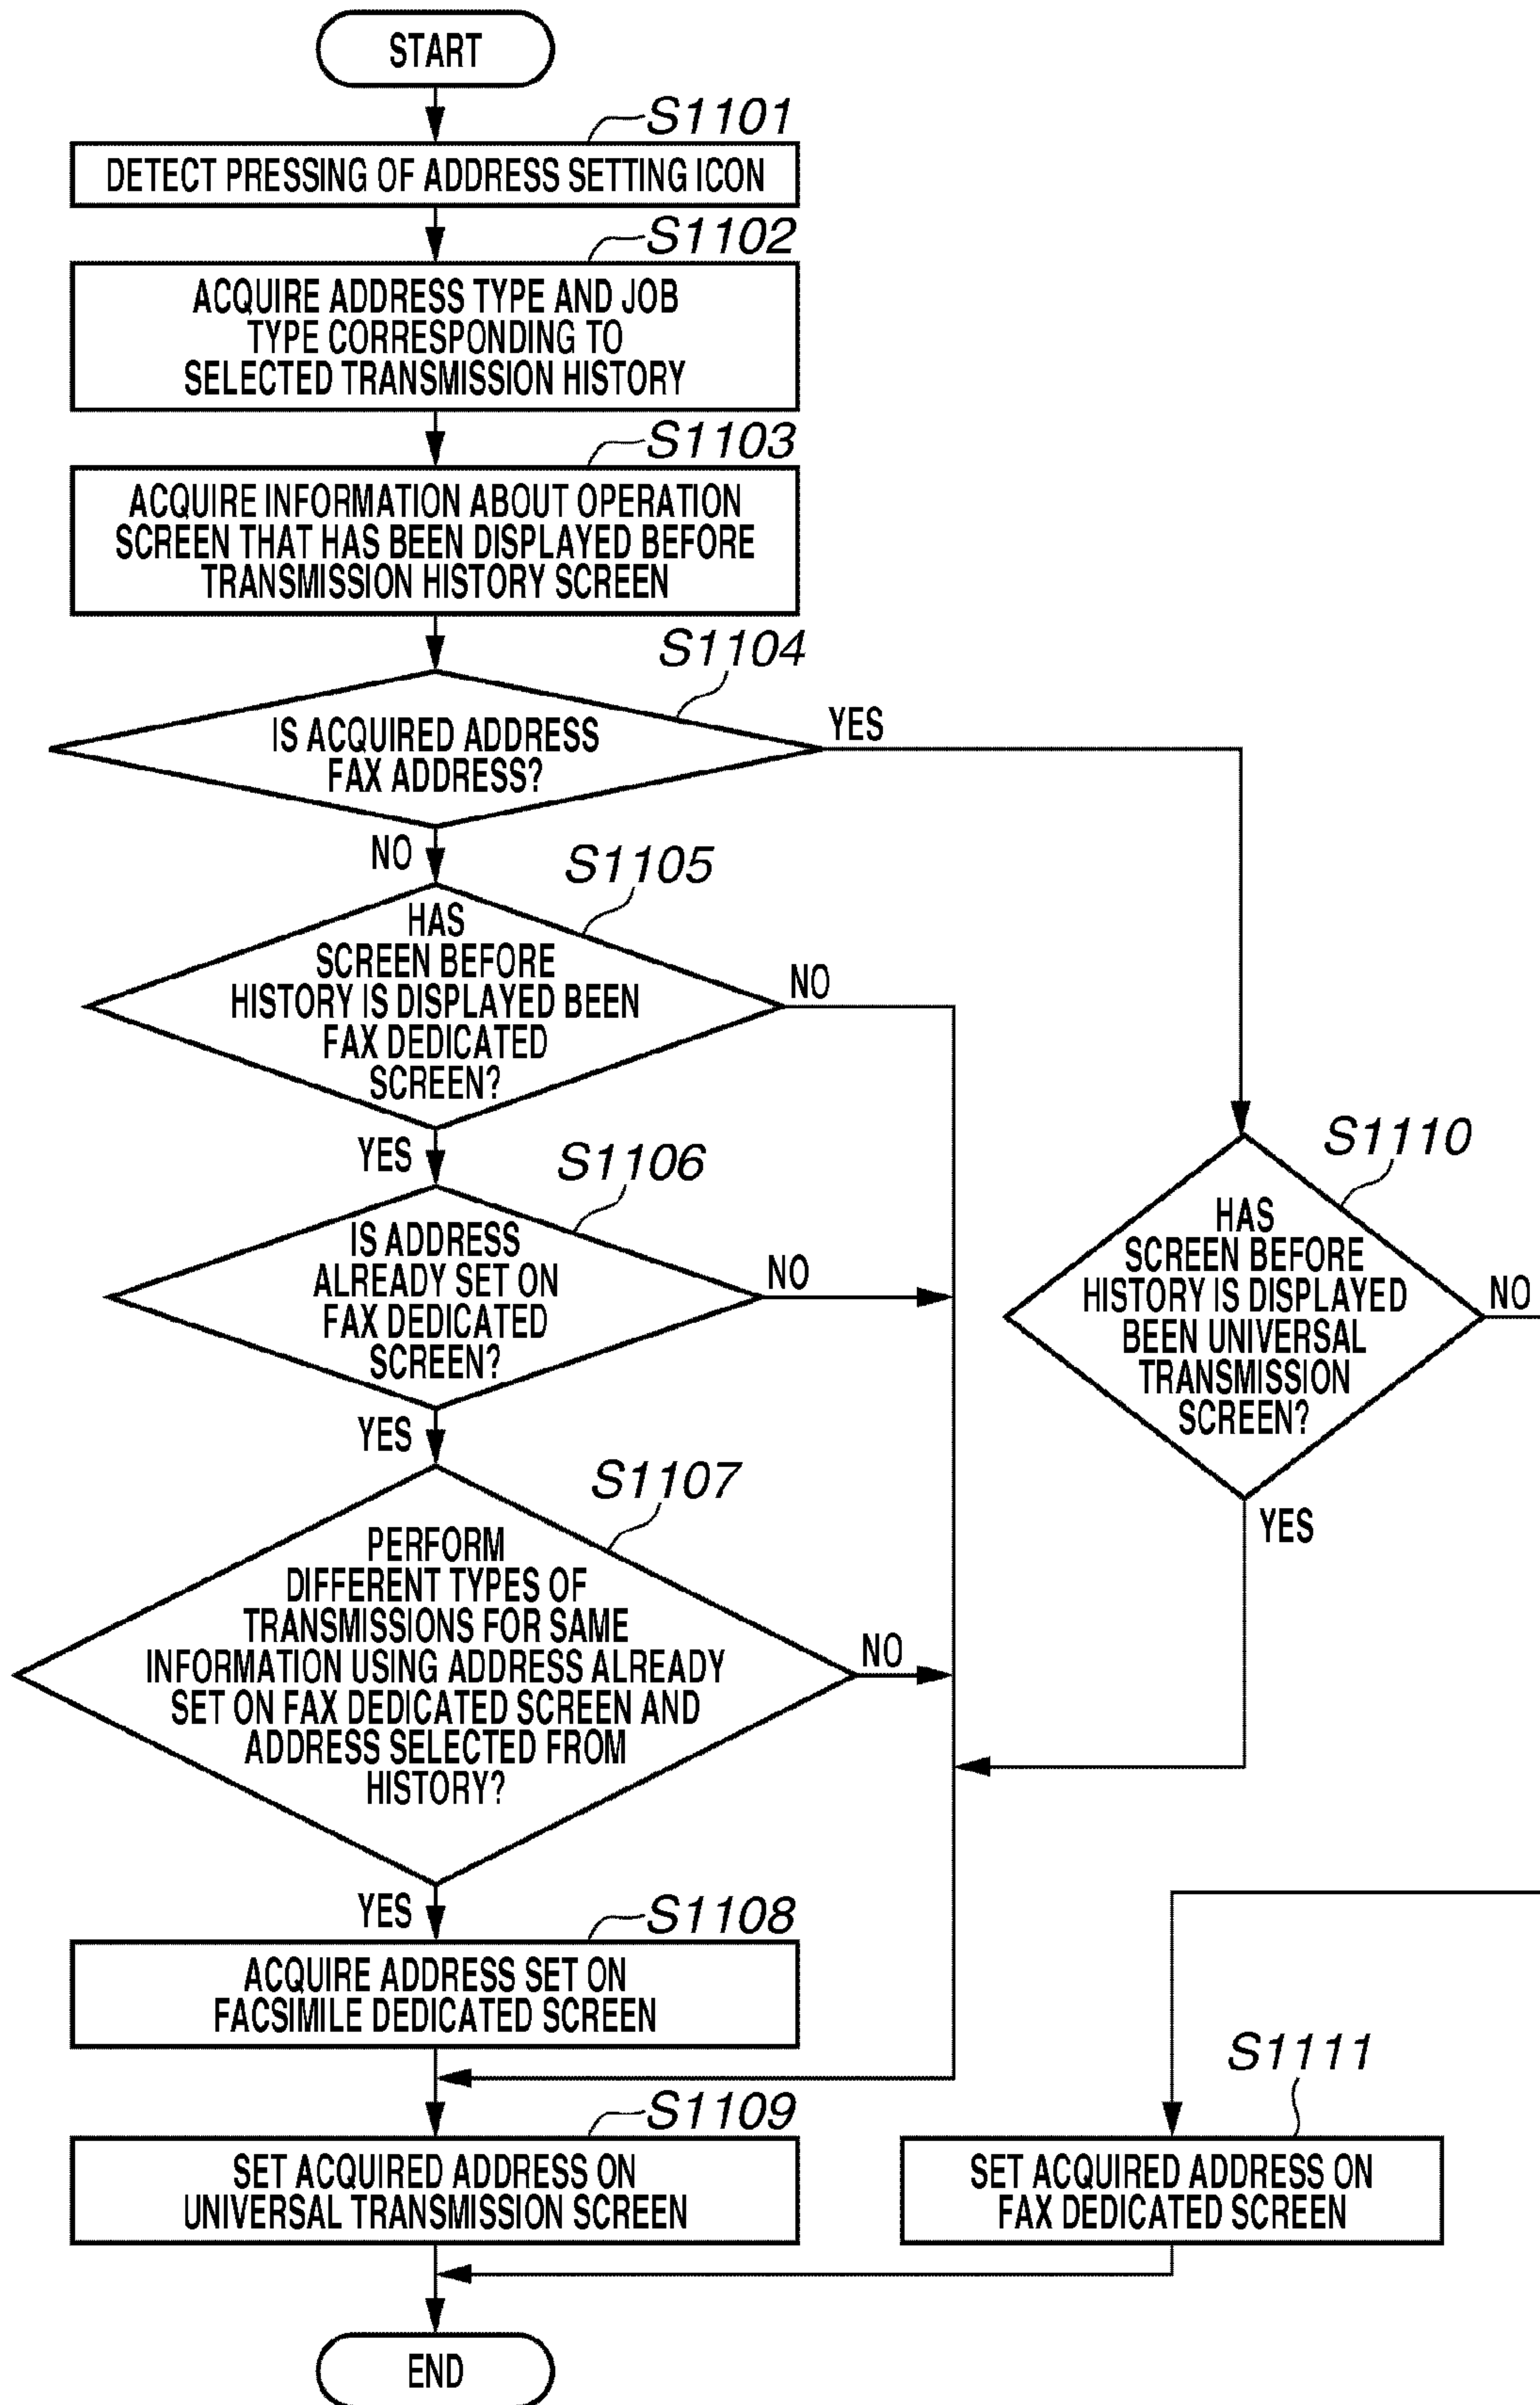 START
S1101
DETECT PRESSING OF ADDRESS SETTING ICON
S1102
ACQUIRE ADDRESS TYPE AND JOB
TYPE CORRESPONDING TO
SELECTED TRANSMISSION HISTORY
S1103
ACQUIRE INFORMATION ABOUT OPERATION
SCREEN THAT HAS BEEN DISPLAYED BEFORE
TRANSMISSION HISTORY SCREEN
S1104
IS ACQUIRED ADDRESS
FAX ADDRESS?
YES
NO
S1105
HAS
SCREEN BEFORE
HISTORY IS DISPLAYED BEEN
FAX DEDICATED
SCREEN?
NO
YES
S1106
IS ADDRESS
ALREADY SET ON
FAX DEDICATED
SCREEN?
NO
YES
S1110
HAS
SCREEN BEFORE
HISTORY IS DISPLAYED
BEEN UNIVERSAL
TRANSMISSION
SCREEN?
NO
YES
S1107
PERFORM
DIFFERENT TYPES OF
TRANSMISSIONS FOR SAME
INFORMATION USING ADDRESS ALREADY
SET ON FAX DEDICATED SCREEN AND
ADDRESS SELECTED FROM
HISTORY?
NO
YES
S1108
ACQUIRE ADDRESS SET ON
FACSIMILE DEDICATED SCREEN
S1109
SET ACQUIRED ADDRESS ON
UNIVERSAL TRANSMISSION SCREEN
S1111
SET ACQUIRED ADDRESS ON
FAX DEDICATED SCREEN
END